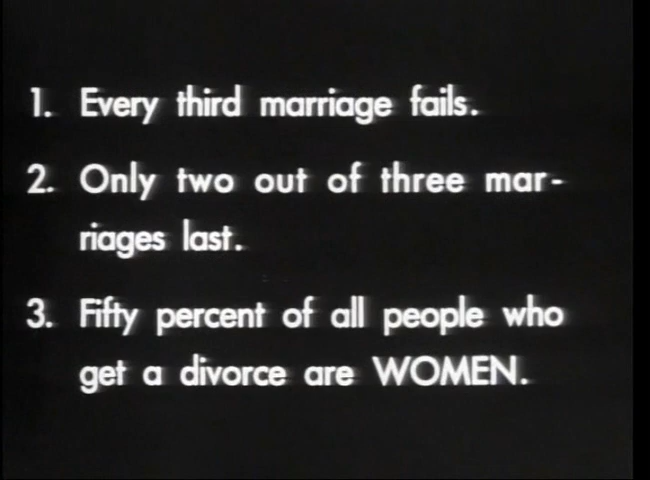 1. Every third marriage fails.
2. Only two out of three mar-
riages last.
3. Fifty percent of all people who
get a divorce are WOMEN.